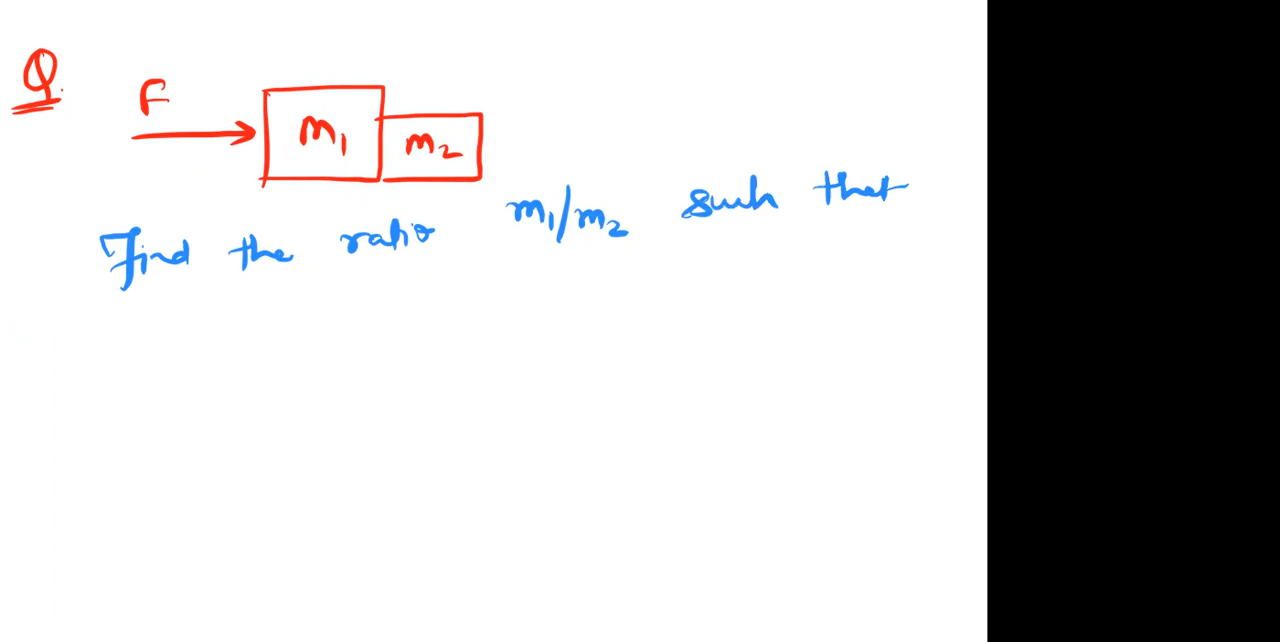 Q.
F
m₁
m₂
Find the ratio m₁/m₂ such that